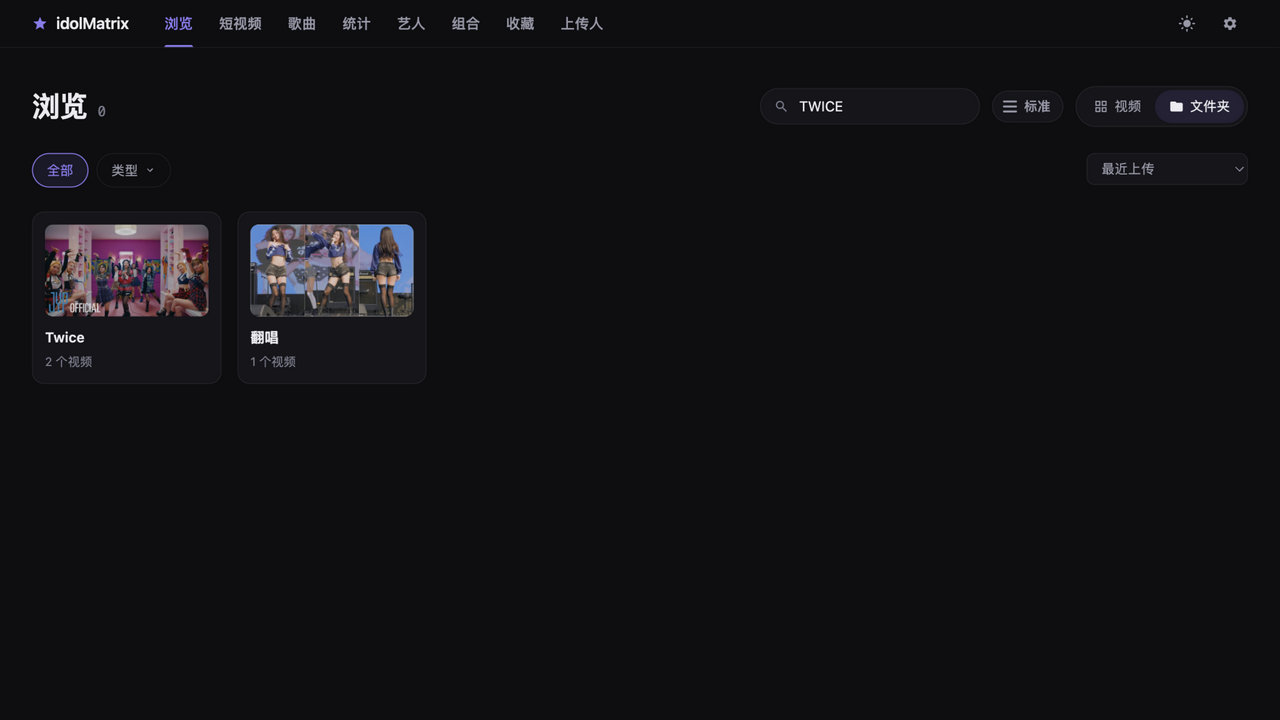 idolMatrix 浏览 短视频 歌曲 统计 艺人 组合 收藏 上传人
浏览 0
TWICE
标准
视频 文件夹
全部 类型
最近上传
OFFICIAL
Twice
2 个视频
翻唱
1 个视频